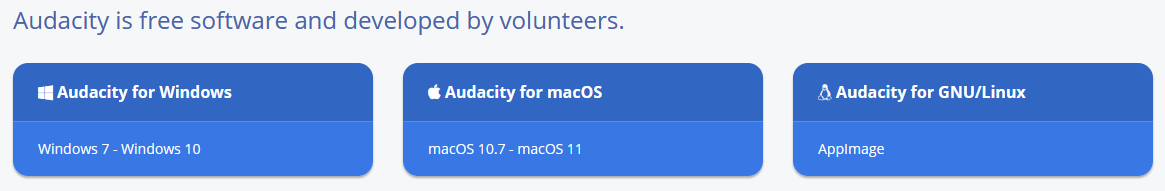 Audacity is free software and developed by volunteers.
Audacity for Windows
Windows 7 - Windows 10
Audacity for macOS
macOS 10.7 - macOS 11
Audacity for GNU/Linux
AppImage